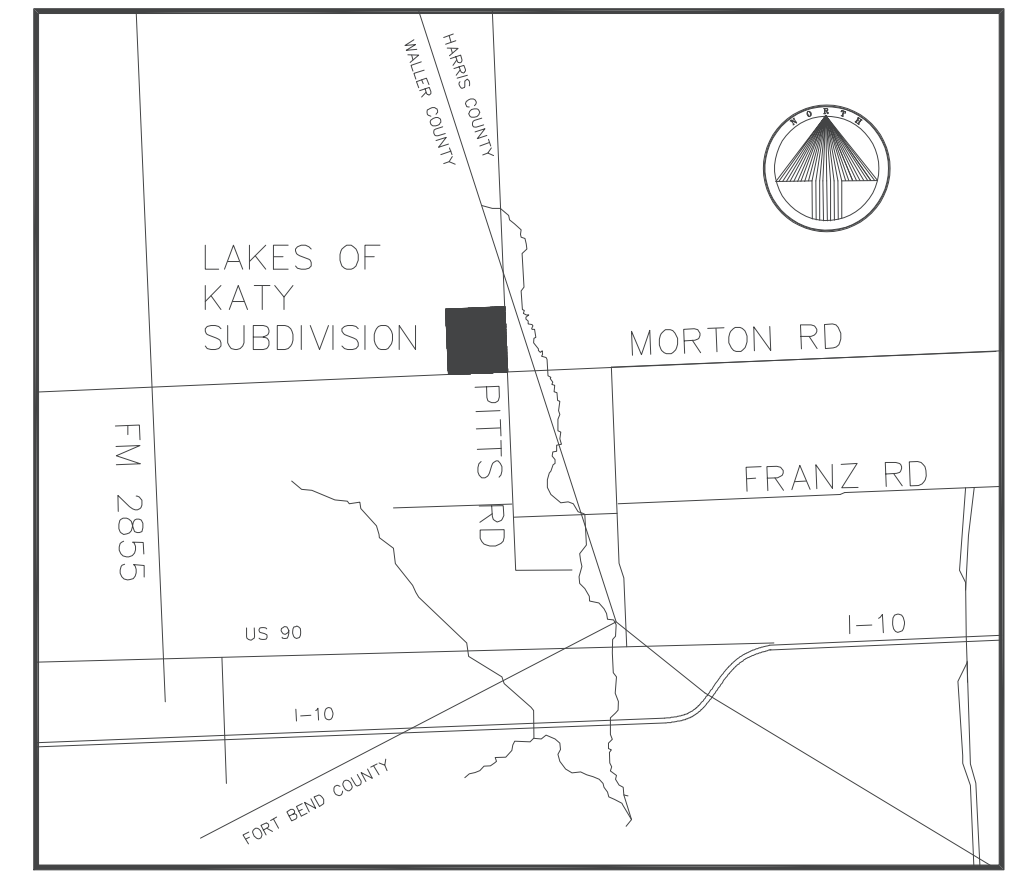 HARRIS COUNTY
WALLER COUNTY
NORTH
LAKES OF
KATY
SUBDIVISION
MORTON RD
PITTS RD
FM 2855
FRANZ RD
US 90
I-10
I-10
FORT BEND COUNTY